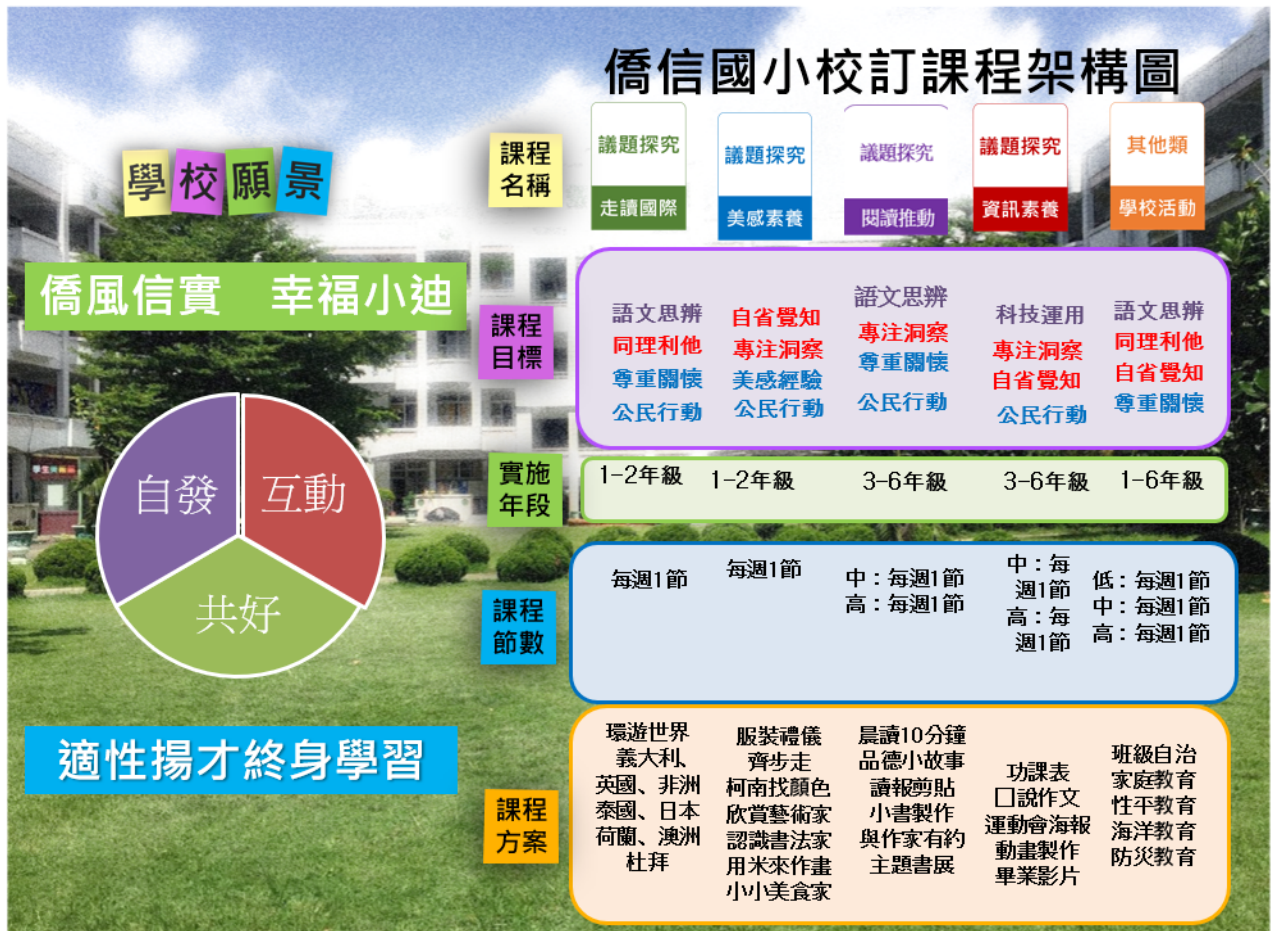 僑信國小校訂課程架構圖
學校願景
僑風信實 幸福小迪
自發
互動
共好
適性揚才終身學習
課程
名稱
議題探究
走讀國際
議題探究
美感素養
議題探究
閱讀推動
議題探究
資訊素養
其他類
學校活動
課程
目標
語文思辨
同理利他
尊重關懷
公民行動
自省覺知
專注洞察
美感經驗
公民行動
語文思辨
專注洞察
尊重關懷
公民行動
科技運用
專注洞察
自省覺知
公民行動
語文思辨
同理利他
自省覺知
尊重關懷
實施
年段
1-2年級
1-2年級
3-6年級
3-6年級
1-6年級
課程
節數
每週1節
每週1節
中：每週1節
高：每週1節
中：每
週1節
高：每
週1節
低：每週1節
中：每週1節
高：每週1節
課程
方案
環遊世界
義大利、
英國、非洲
泰國、日本
荷蘭、澳洲
杜拜
服裝禮儀
齊步走
柯南找顏色
欣賞藝術家
認識書法家
用米來作畫
小小美食家
晨讀10分鐘
品德小故事
讀報剪貼
小書製作
與作家有約
主題書展
功課表
口說作文
運動會海報
動畫製作
畢業影片
班級自治
家庭教育
性平教育
海洋教育
防災教育